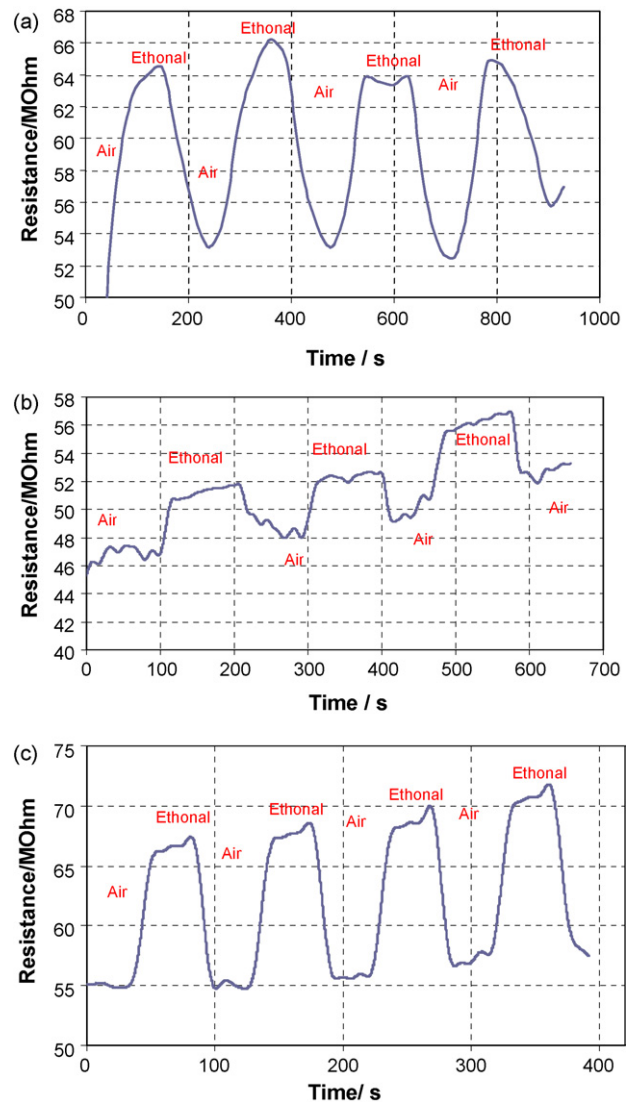 (a)
68
66
64
62
60
58
56
54
52
50
Resistance/MOhm
Air
Ethonal
Air
Ethonal
Air
Ethonal
Air
Ethonal
0 200 400 600 800 1000
Time / s
(b)
58
56
54
52
50
48
46
44
42
40
Resistance/MOhm
Air
Ethonal
Air
Ethonal
Air
Ethonal
Air
0 100 200 300 400 500 600 700
Time / s
(c)
75
70
65
60
55
50
Resistance/MOhm
Air
Ethonal
Air
Ethonal
Air
Ethonal
Air
Ethonal
0 100 200 300 400
Time/ s